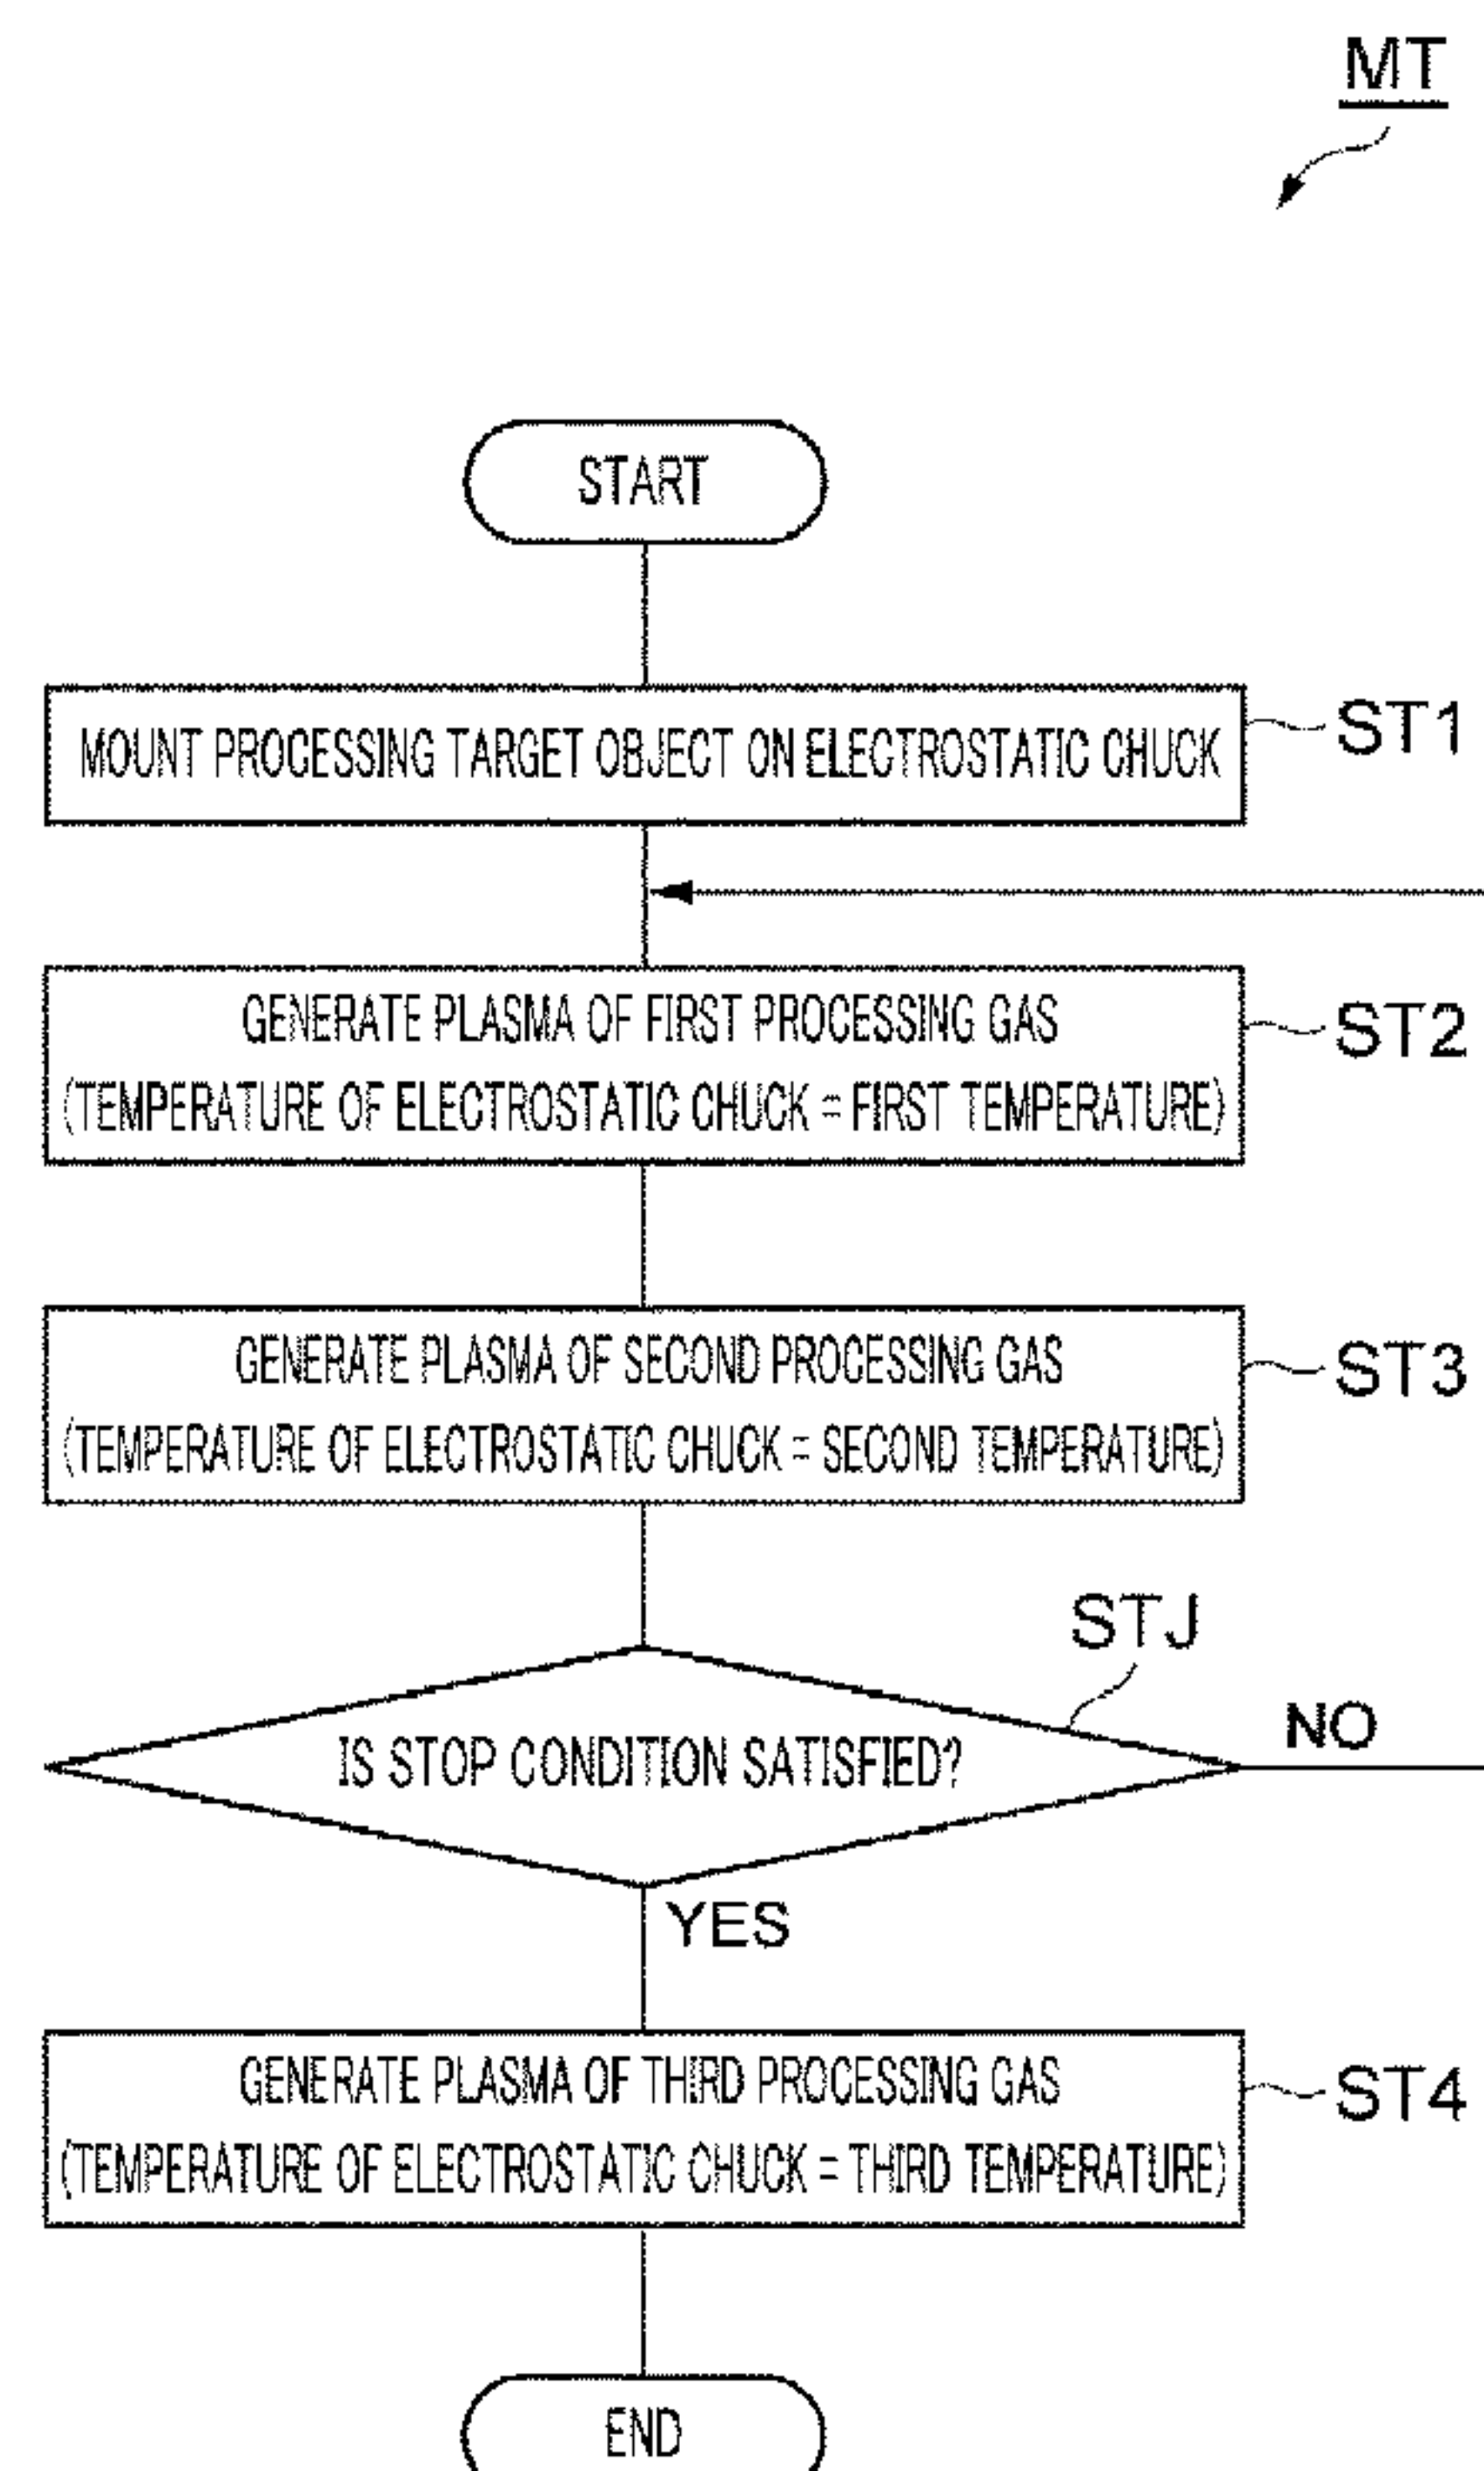 MT
START
MOUNT PROCESSING TARGET OBJECT ON ELECTROSTATIC CHUCK
ST1
GENERATE PLASMA OF FIRST PROCESSING GAS
(TEMPERATURE OF ELECTROSTATIC CHUCK = FIRST TEMPERATURE)
ST2
GENERATE PLASMA OF SECOND PROCESSING GAS
(TEMPERATURE OF ELECTROSTATIC CHUCK = SECOND TEMPERATURE)
ST3
STJ
IS STOP CONDITION SATISFIED?
NO
YES
GENERATE PLASMA OF THIRD PROCESSING GAS
(TEMPERATURE OF ELECTROSTATIC CHUCK = THIRD TEMPERATURE)
ST4
END